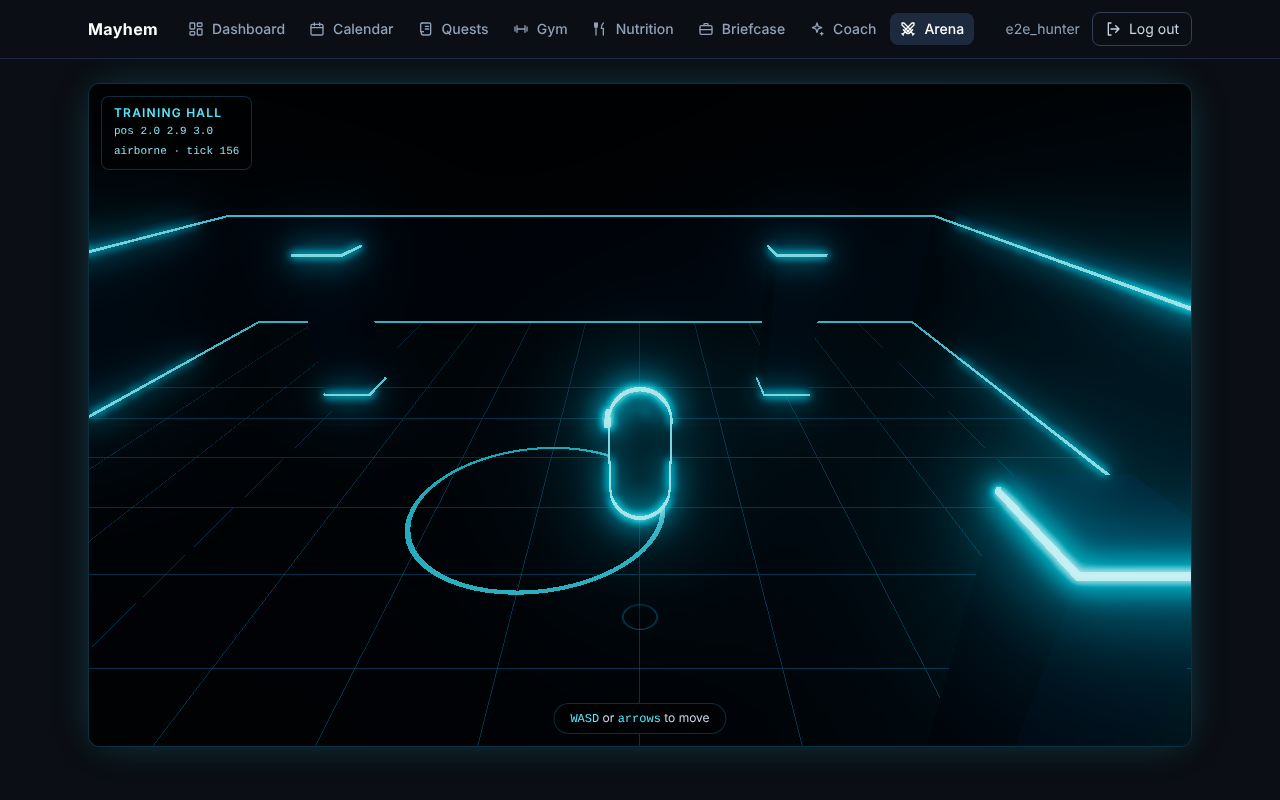 Mayhem Dashboard Calendar Quests Gym Nutrition Briefcase Coach Arena e2e_hunter Log out
TRAINING HALL
pos 2.0 2.9 3.0
airborne · tick 156
WASD or arrows to move